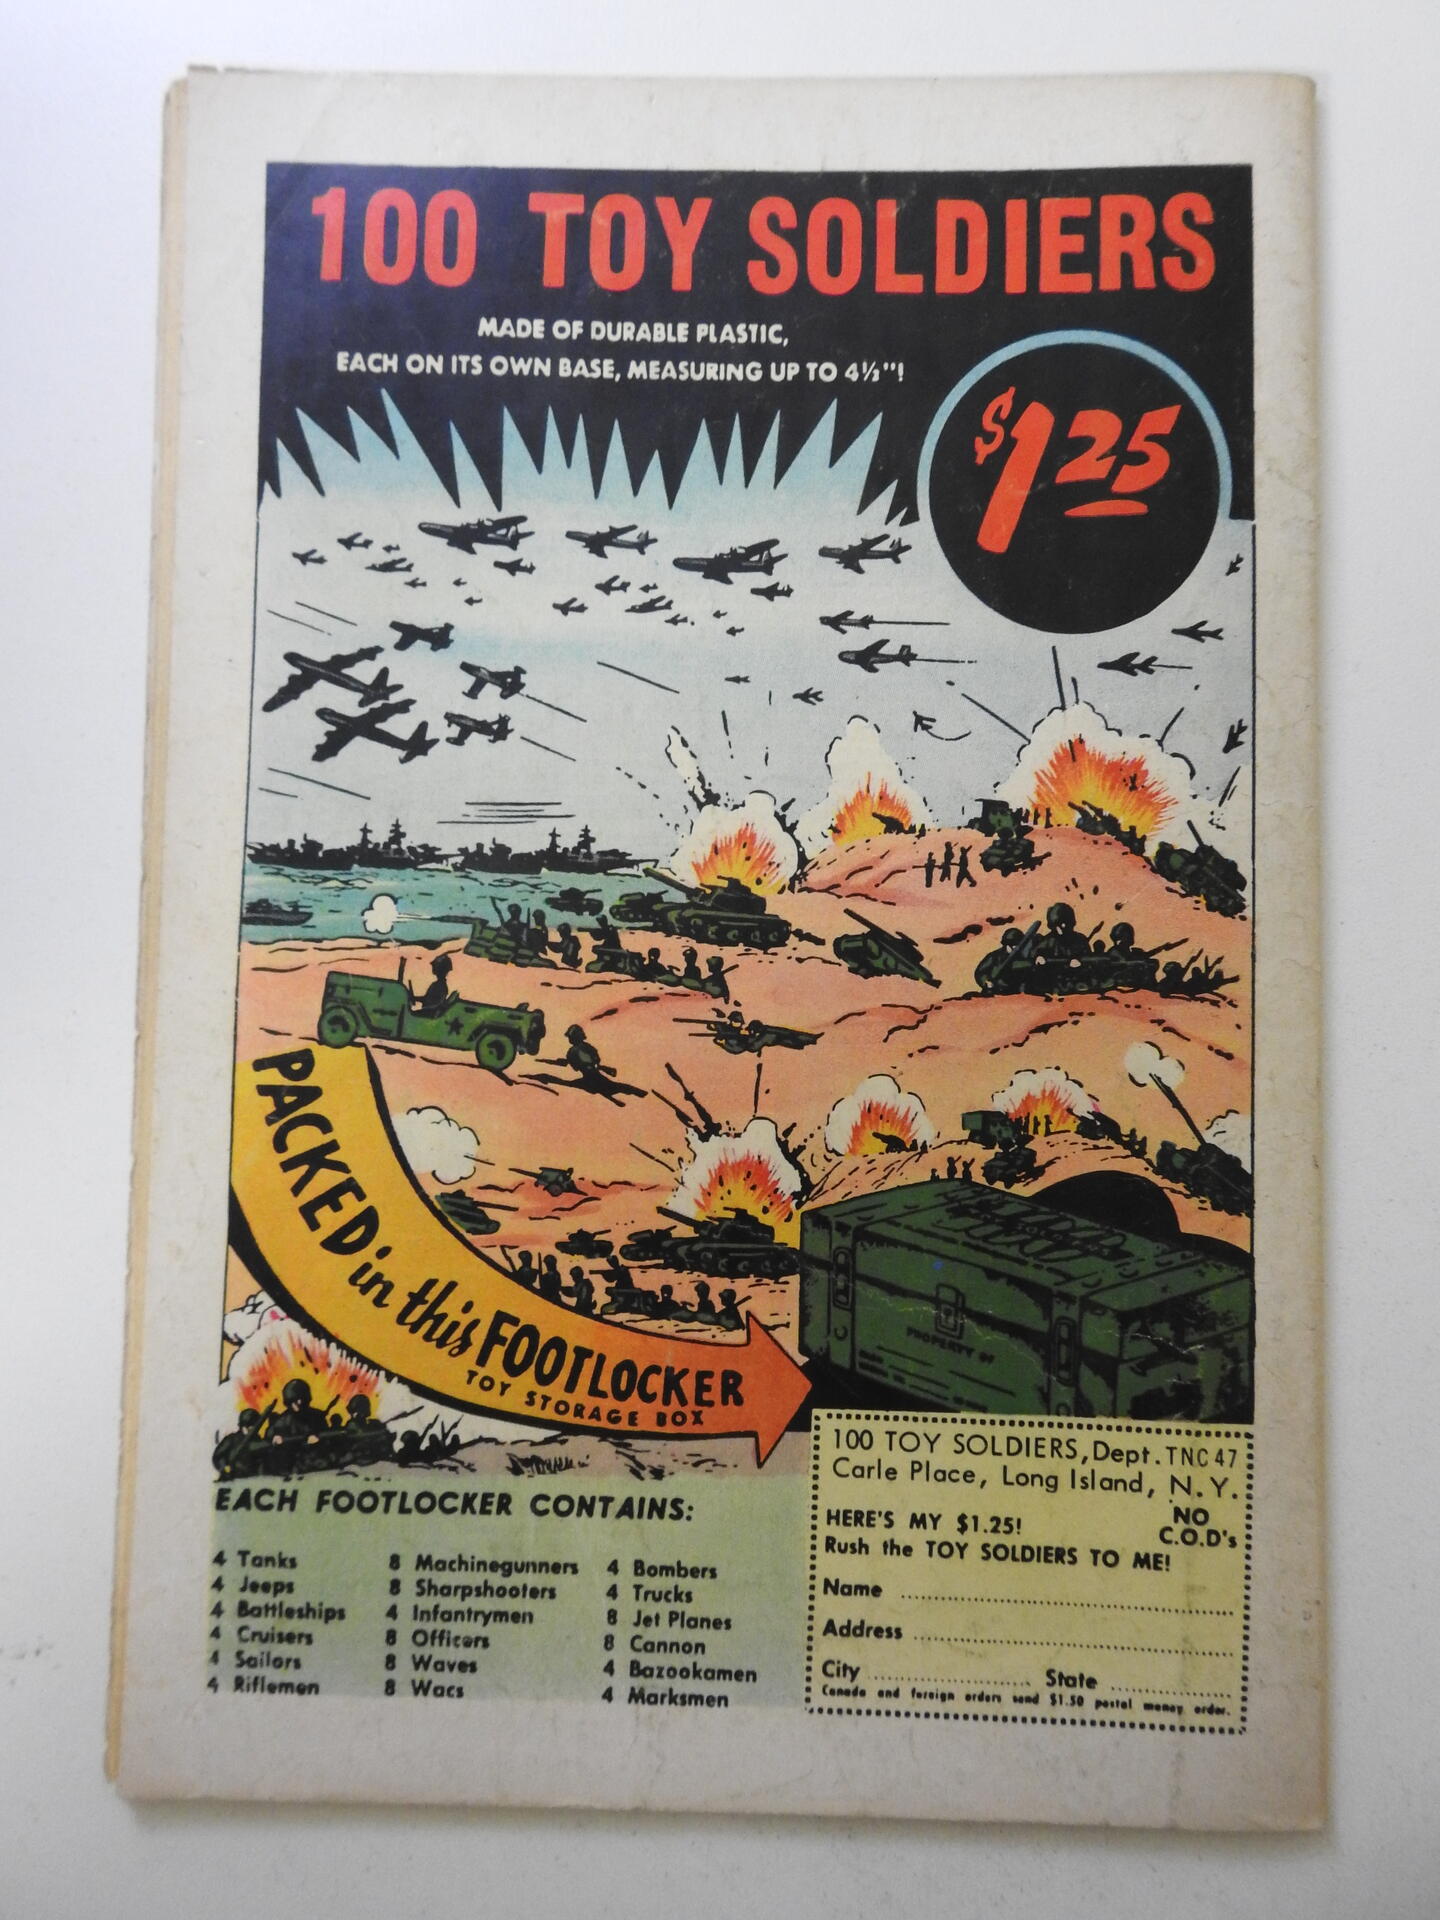 100 TOY SOLDIERS
MADE OF DURABLE PLASTIC,
EACH ON ITS OWN BASE, MEASURING UP TO 4½"!
$1.25
PACKED in this FOOTLOCKER
TOY STORAGE BOX
PROPERTY OF
EACH FOOTLOCKER CONTAINS:
4 Tanks
4 Jeeps
4 Battleships
4 Cruisers
4 Sailors
4 Riflemen
8 Machinegunners
8 Sharpshooters
4 Infantrymen
8 Officers
8 Waves
8 Wacs
4 Bombers
4 Trucks
8 Jet Planes
8 Cannon
4 Bazookamen
4 Marksmen
100 TOY SOLDIERS, Dept. TNC47
Carle Place, Long Island, N.Y.
HERE'S MY $1.25!
NO
C.O.D's
Rush the TOY SOLDIERS TO ME!
Name
Address
City State
Canada and foreign orders send $1.50 postal money order.